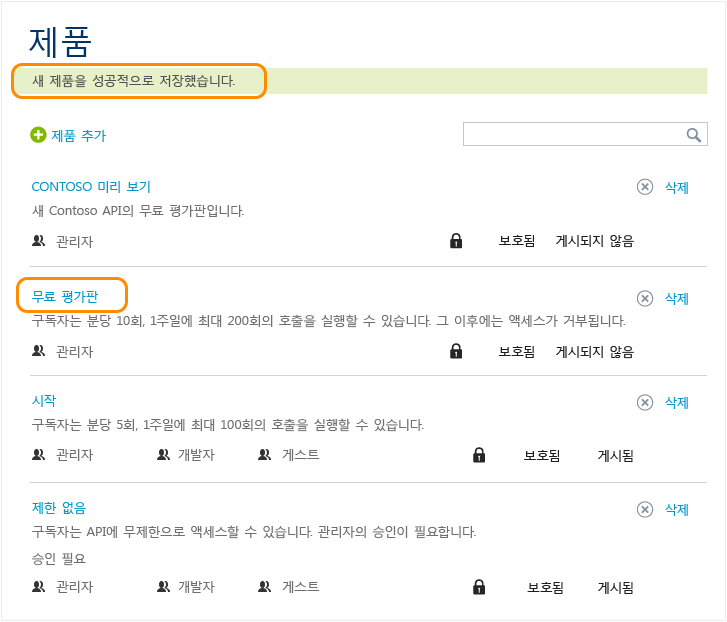 제품
새 제품을 성공적으로 저장했습니다.
제품 추가
CONTOSO 미리 보기
삭제
새 Contoso API의 무료 평가판입니다.
관리자 보호됨 게시되지 않음
무료 평가판
삭제
구독자는 분당 10회, 1주일에 최대 200회의 호출을 실행할 수 있습니다. 그 이후에는 액세스가 거부됩니다.
관리자 보호됨 게시되지 않음
시작
삭제
구독자는 분당 5회, 1주일에 최대 100회의 호출을 실행할 수 있습니다.
관리자 개발자 게스트 보호됨 게시됨
제한 없음
삭제
구독자는 API에 무제한으로 액세스할 수 있습니다. 관리자의 승인이 필요합니다.
승인 필요
관리자 개발자 게스트 보호됨 게시됨